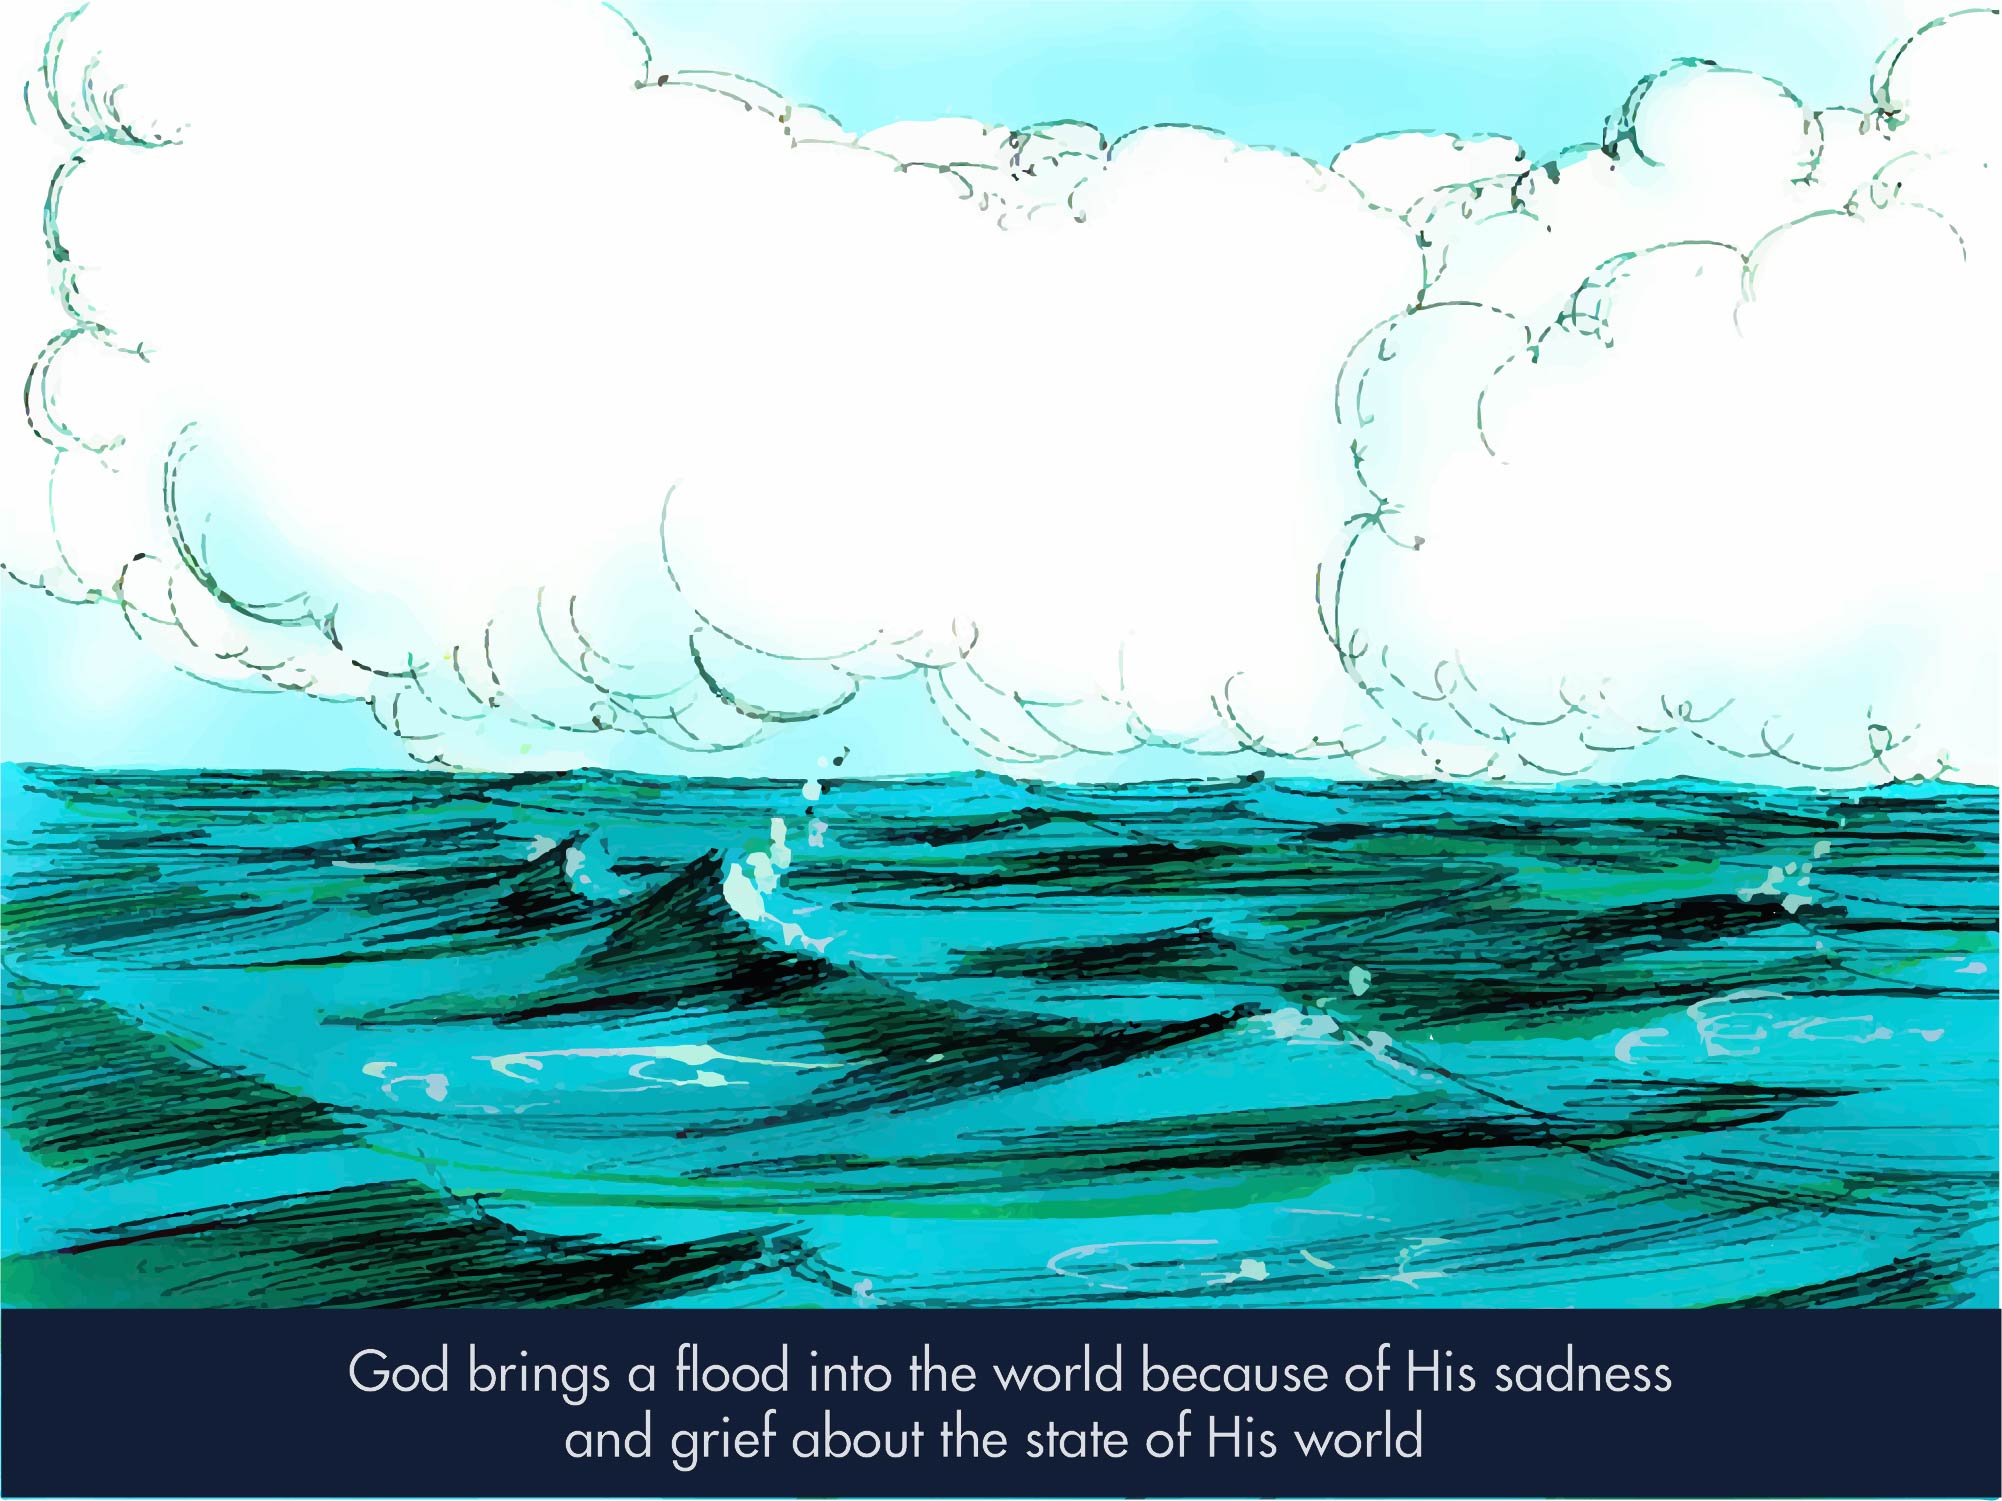 God brings a flood into the world because of His sadness
and grief about the state of His world